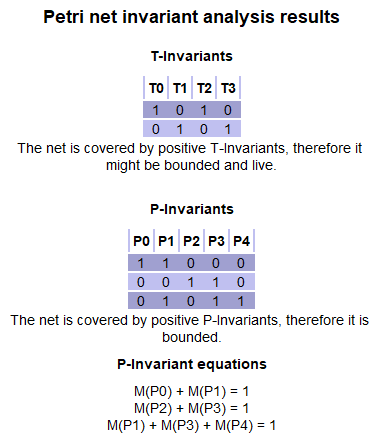 Petri net invariant analysis results
T-Invariants
T0 T1 T2 T3
1 0 1 0
0 1 0 1
The net is covered by positive T-Invariants, therefore it
might be bounded and live.
P-Invariants
P0 P1 P2 P3 P4
1 1 0 0 0
0 0 1 1 0
0 1 0 1 1
The net is covered by positive P-Invariants, therefore it is
bounded.
P-Invariant equations
M(P0) + M(P1) = 1
M(P2) + M(P3) = 1
M(P1) + M(P3) + M(P4) = 1